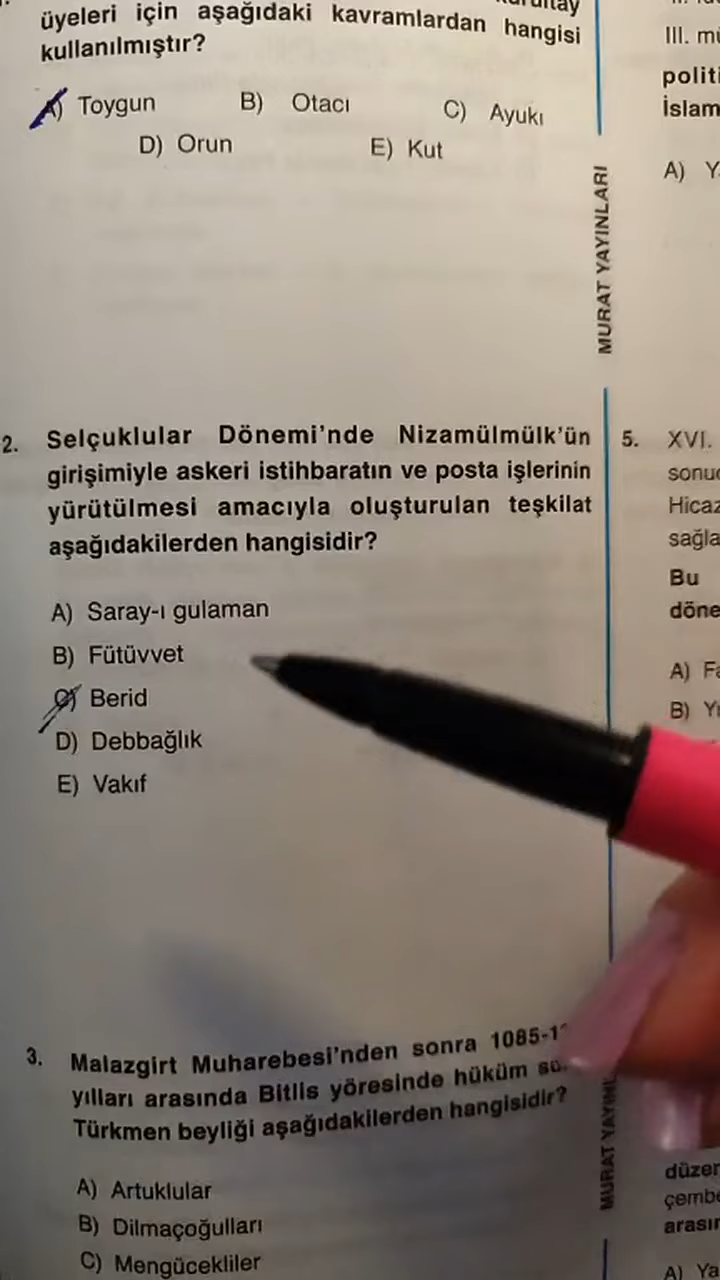 üyeleri için aşağıdaki kavramlardan hangisi
kullanılmıştır?
A) Toygun B) Otacı C) Ayukı
D) Orun E) Kut
MURAT YAYINLARI
2. Selçuklular Dönemi'nde Nizamülmülk'ün
girişimiyle askeri istihbaratın ve posta işlerinin
yürütülmesi amacıyla oluşturulan teşkilat
aşağıdakilerden hangisidir?
A) Saray-ı gulaman
B) Fütüvvet
C) Berid
D) Debbağlık
E) Vakıf
3. Malazgirt Muharebesi'nden sonra 1085-1
yılları arasında Bitlis yöresinde hüküm
Türkmen beyliği aşağıdakilerden hangisidir?
A) Artuklular
B) Dilmaçoğulları
C) Mengücekliler
MURAT
III.
İslam
A)
5. XVI.
Bu
A)
B)
A)